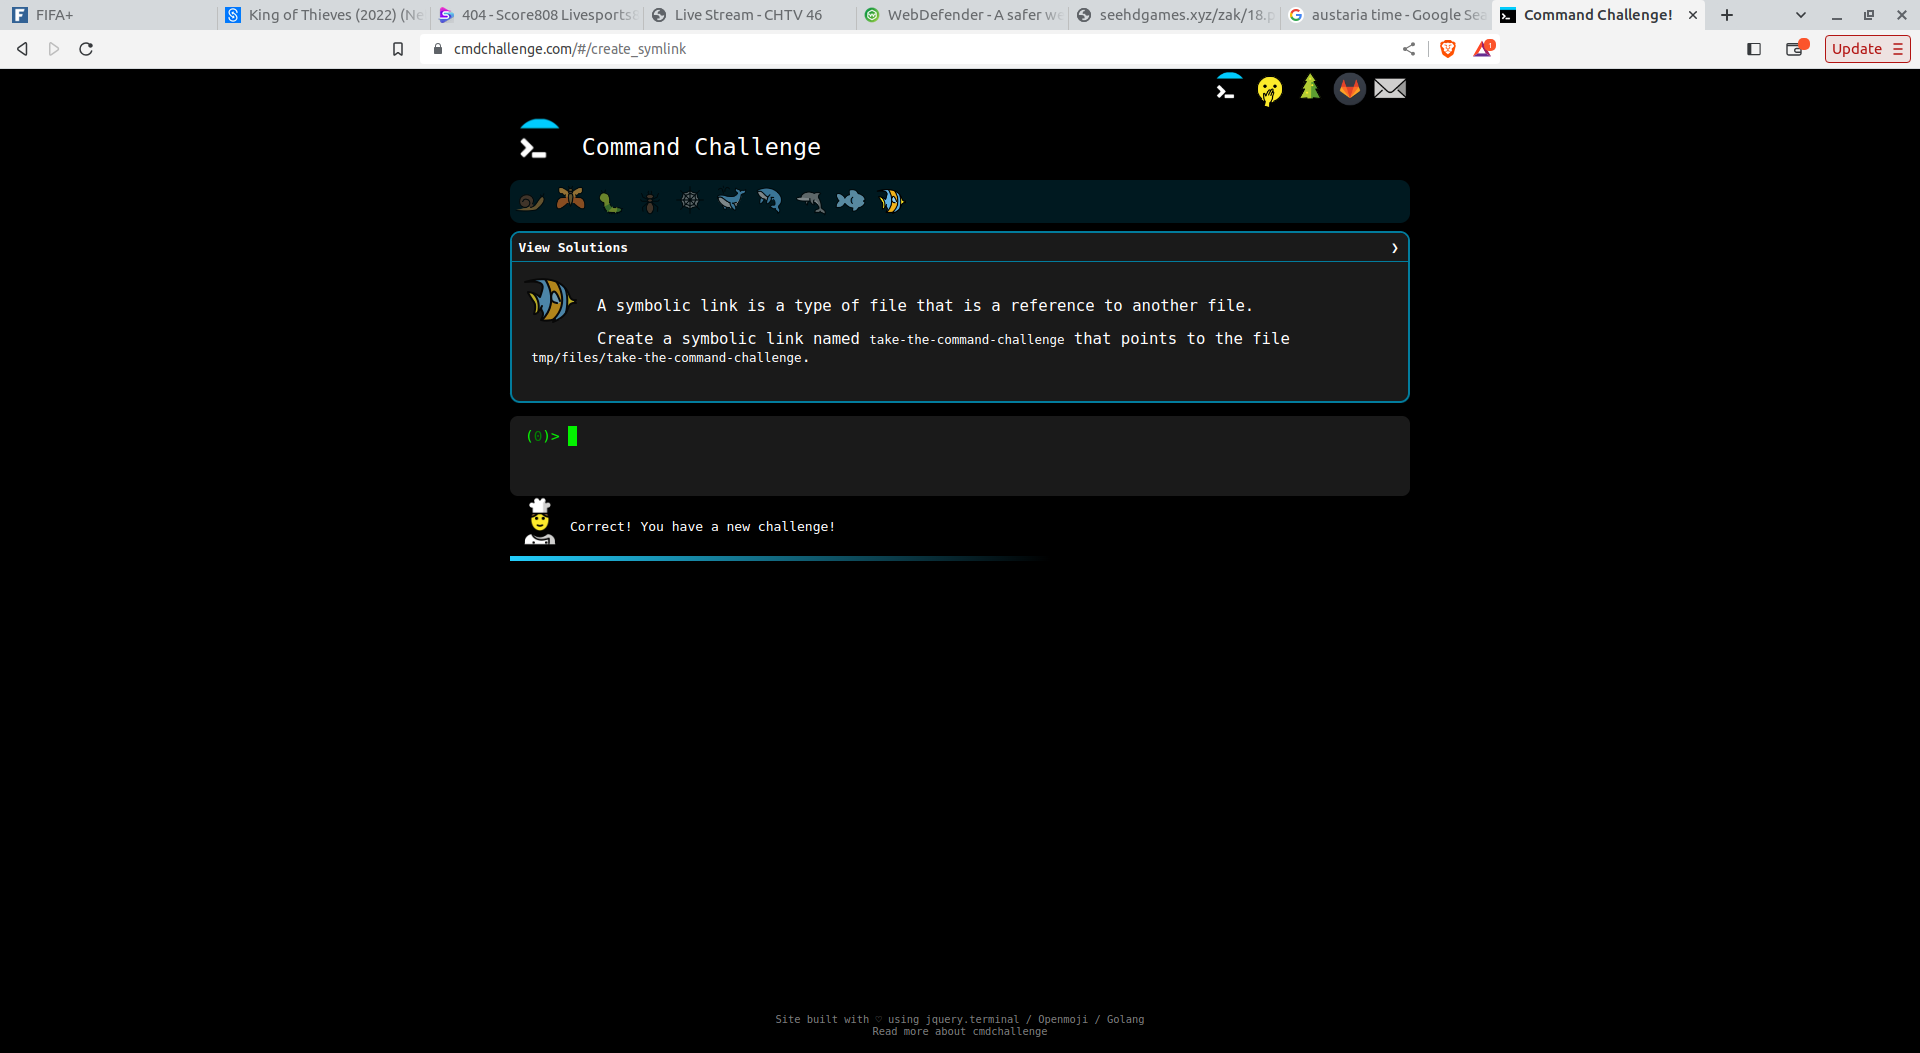 FIFA+
King of Thieves (2022) (Ne
404 - Score808 Livesports8
Live Stream - CHTV 46
WebDefender - A safer we
seehdgames.xyz/zak/18.p
austaria time - Google Sea
Command Challenge!
cmdchallenge.com/#/create_symlink
1
Update
Command Challenge
View Solutions
A symbolic link is a type of file that is a reference to another file.
Create a symbolic link named take-the-command-challenge that points to the file
tmp/files/take-the-command-challenge.
(0)>
Correct! You have a new challenge!
Site built with ♡ using jquery.terminal / Openmoji / Golang
Read more about cmdchallenge